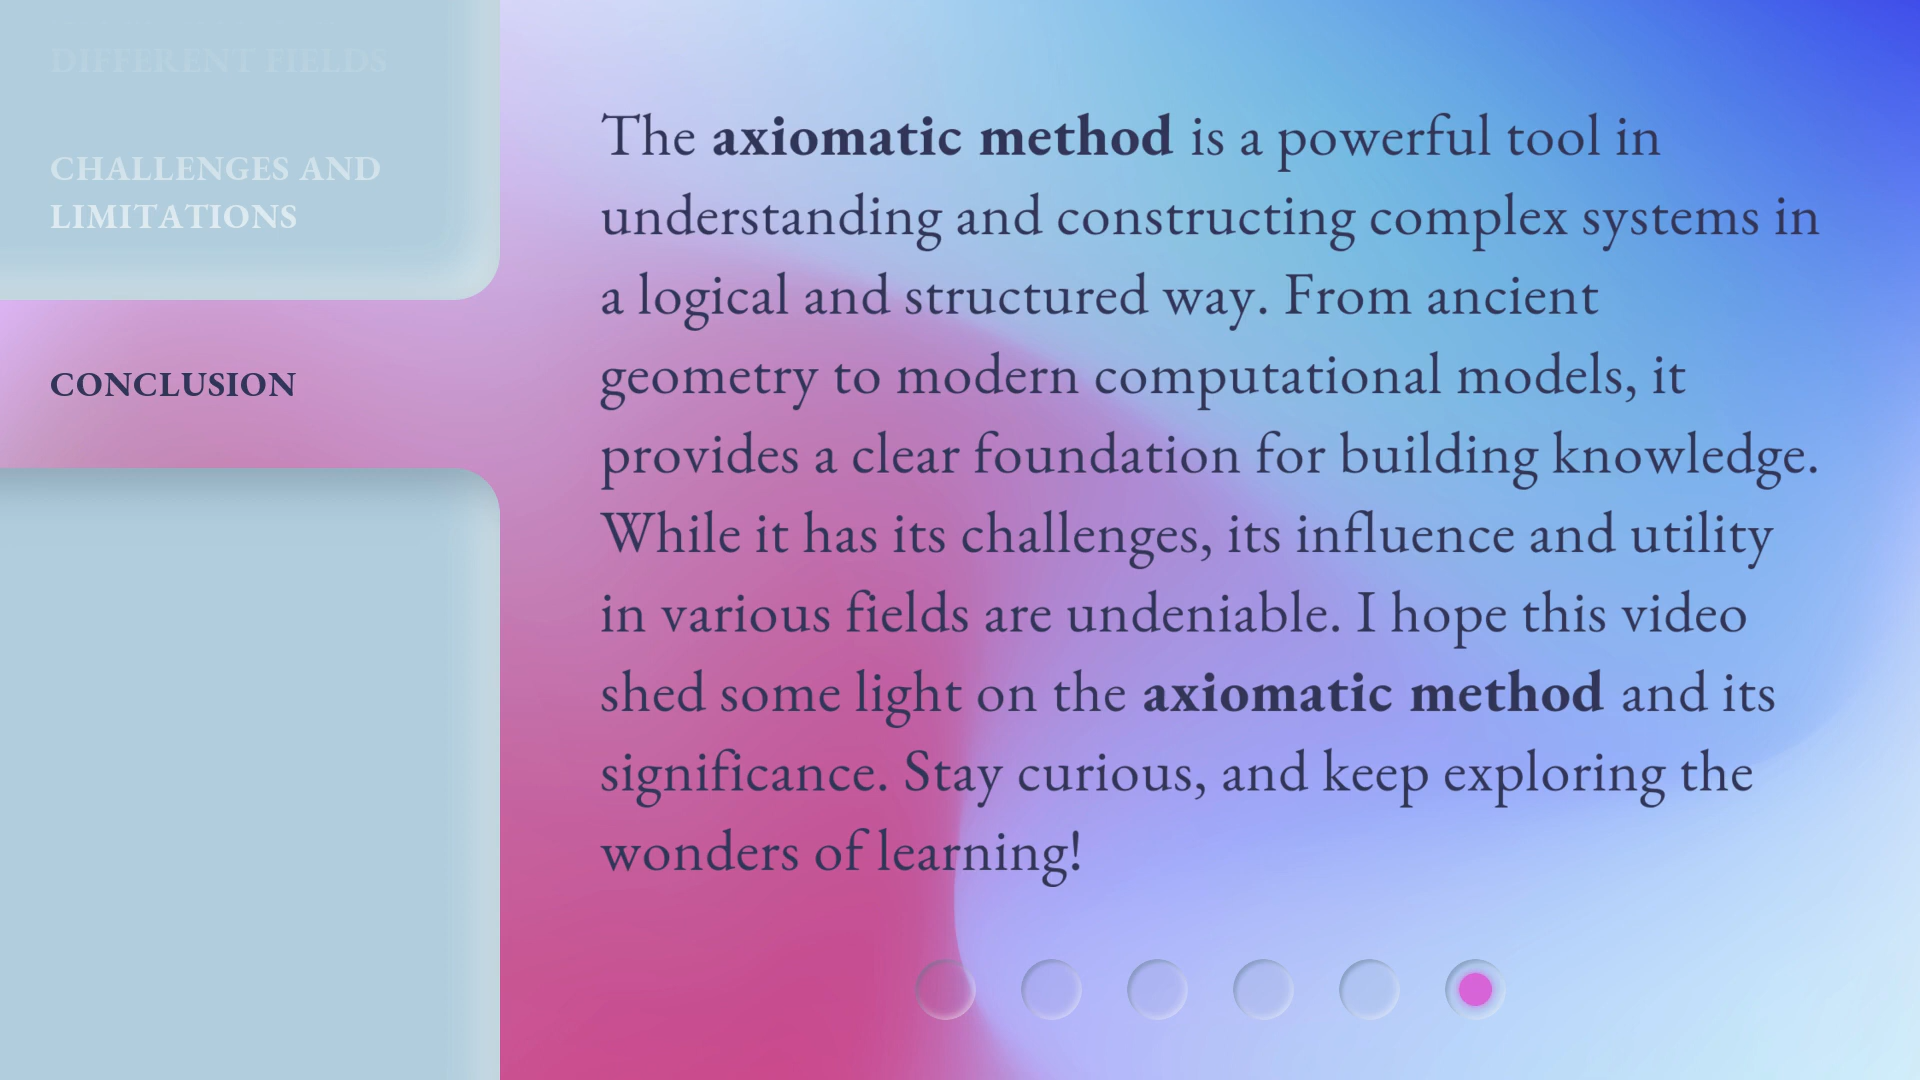 DIFFERENT FIELDS
CHALLENGES AND
LIMITATIONS
CONCLUSION
The axiomatic method is a powerful tool in
understanding and constructing complex systems in
a logical and structured way. From ancient
geometry to modern computational models, it
provides a clear foundation for building knowledge.
While it has its challenges, its influence and utility
in various fields are undeniable. I hope this video
shed some light on the axiomatic method and its
significance. Stay curious, and keep exploring the
wonders of learning!